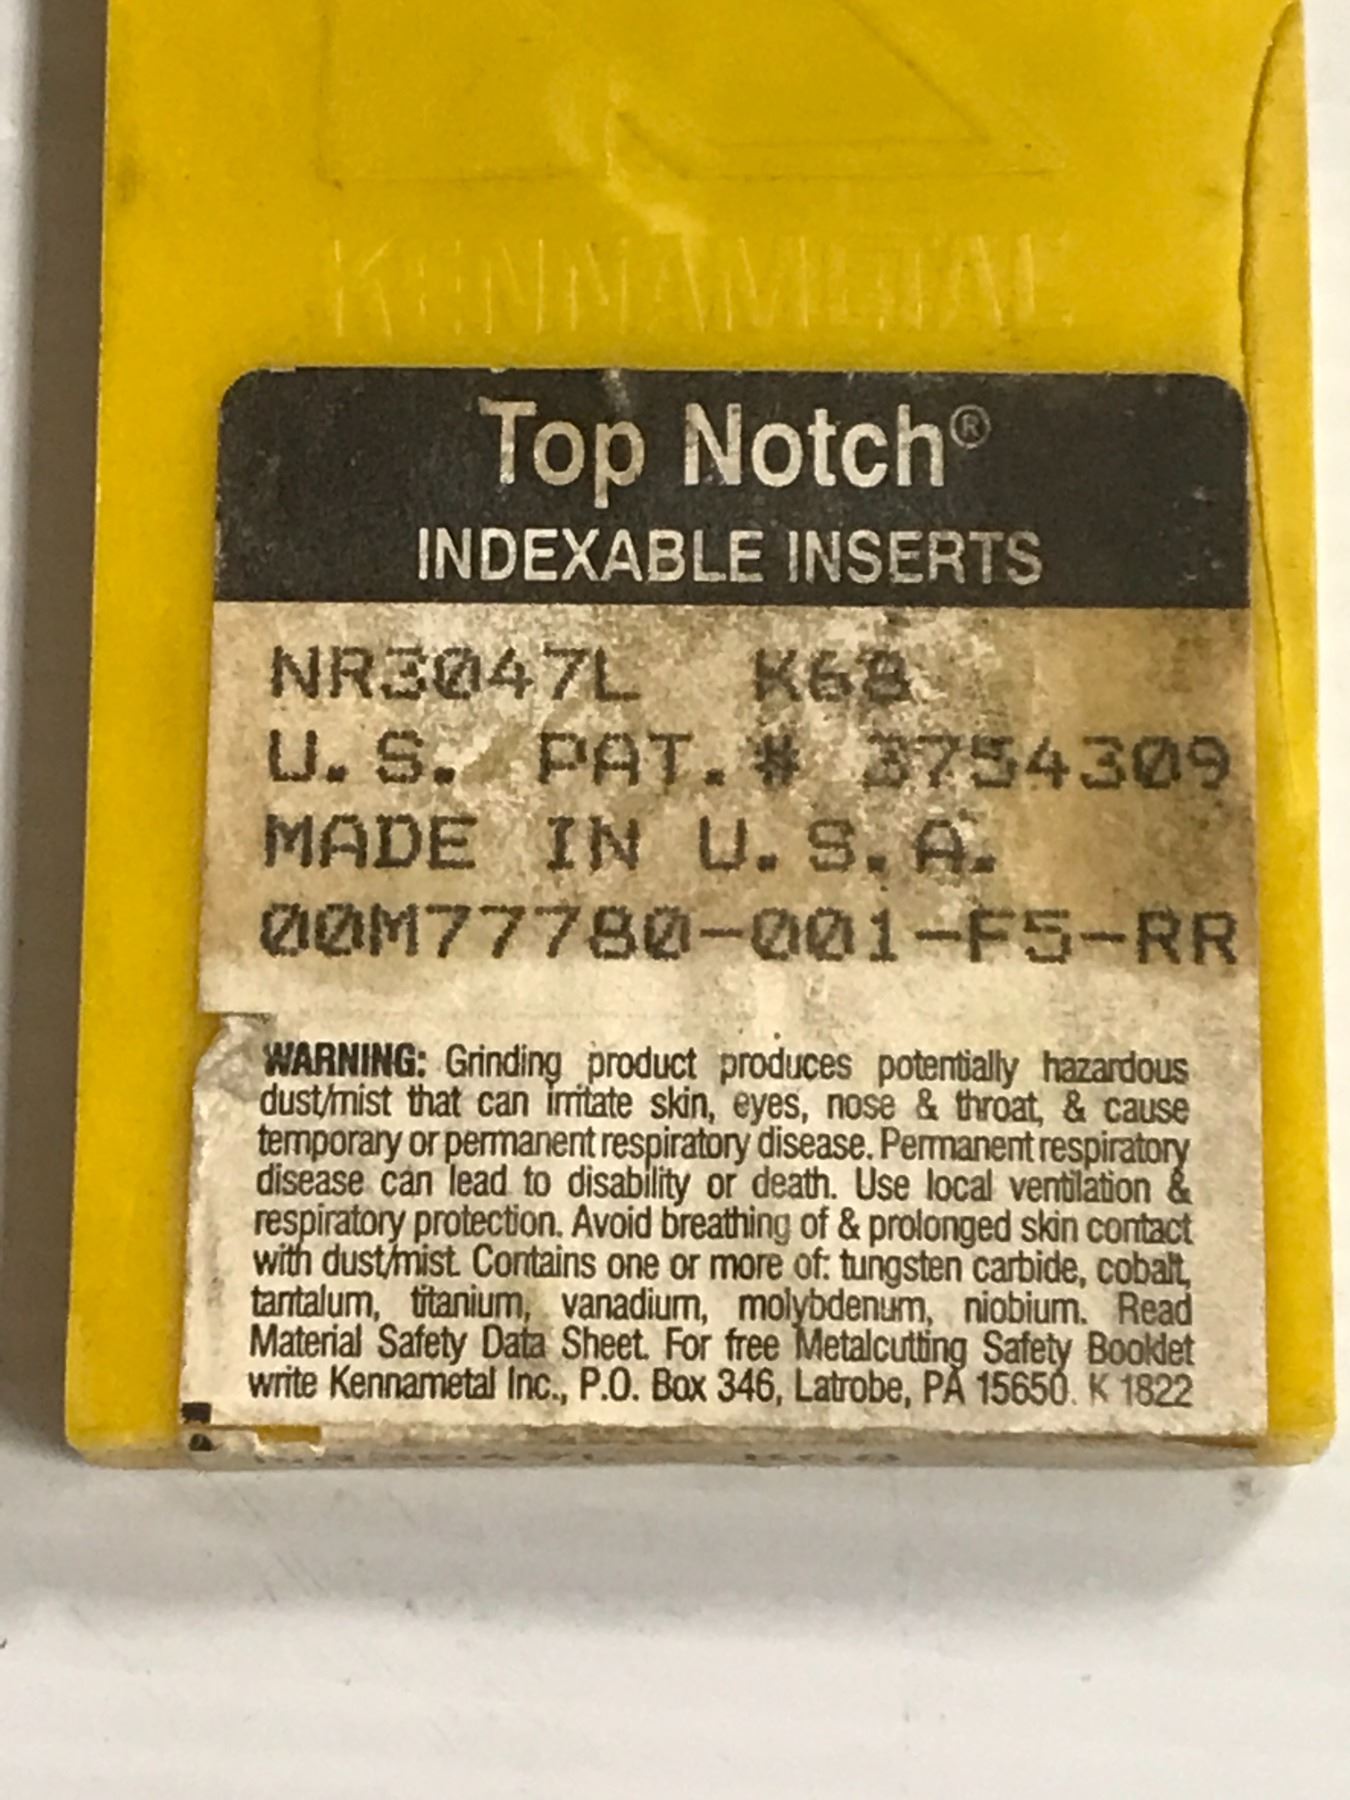 KENNAMETAL
Top Notch®
INDEXABLE INSERTS
NR3047L K68
U.S. PAT.# 3754309
MADE IN U.S.A.
00M77780-001-F5-RR
WARNING: Grinding product produces potentially hazardous
dust/mist that can irritate skin, eyes, nose & throat, & cause
temporary or permanent respiratory disease. Permanent respiratory
disease can lead to disability or death. Use local ventilation &
respiratory protection. Avoid breathing of & prolonged skin contact
with dust/mist. Contains one or more of: tungsten carbide, cobalt,
tantalum, titanium, vanadium, molybdenum, niobium. Read
Material Safety Data Sheet. For free Metalcutting Safety Booklet
write Kennametal Inc., P.O. Box 346, Latrobe, PA 15650. K 1822